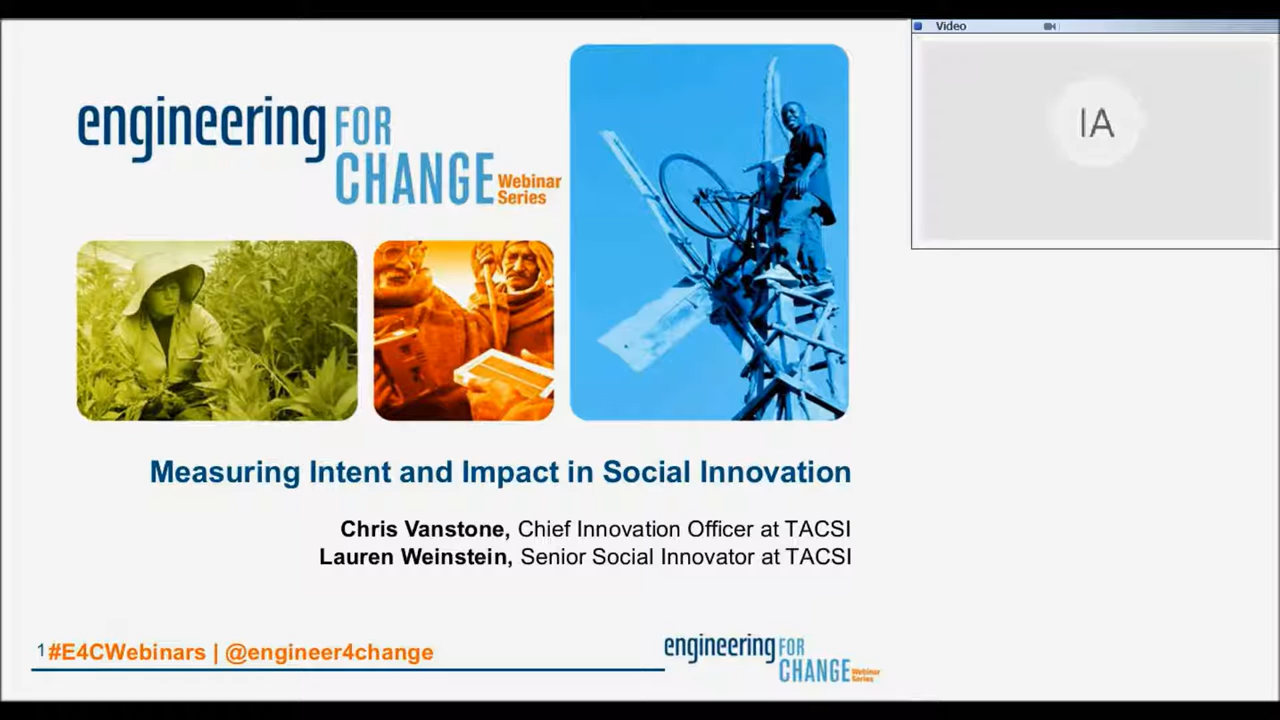 Video
IA
engineering FOR
CHANGE Webinar
Series
Measuring Intent and Impact in Social Innovation
Chris Vanstone, Chief Innovation Officer at TACSI
Lauren Weinstein, Senior Social Innovator at TACSI
1 #E4CWebinars | @engineer4change
engineering FOR
CHANGE Webinar
Series